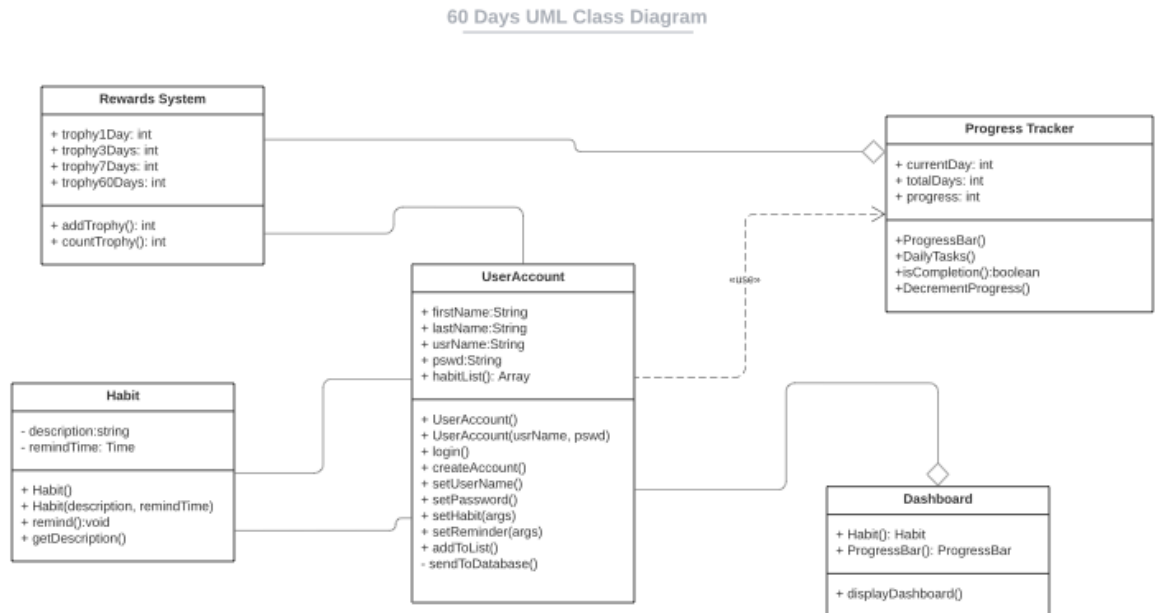 60 Days UML Class Diagram
Rewards System
+ trophy1Day: int
+ trophy3Days: int
+ trophy7Days: int
+ trophy60Days: int
+ addTrophy(): int
+ countTrophy(): int
Progress Tracker
+ currentDay: int
+ totalDays: int
+ progress: int
+ProgressBar()
+DailyTasks()
+isCompletion():boolean
+DecrementProgress()
«use»
UserAccount
+ firstName:String
+ lastName:String
+ usrName:String
+ pswd:String
+ habitList(): Array
+ UserAccount()
+ UserAccount(usrName, pswd)
+ login()
+ createAccount()
+ setUserName()
+ setPassword()
+ setHabit(args)
+ setReminder(args)
+ addToList()
- sendToDatabase()
Habit
- description:string
- remindTime: Time
+ Habit()
+ Habit(description, remindTime)
+ remind():void
+ getDescription()
Dashboard
+ Habit(): Habit
+ ProgressBar(): ProgressBar
+ displayDashboard()